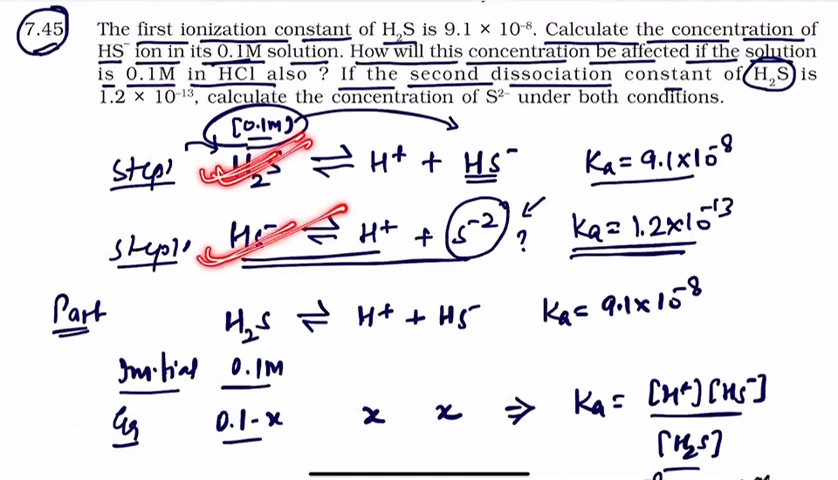 7.45 The first ionization constant of H₂S is 9.1 × 10⁻⁸. Calculate the concentration of
HS⁻ ion in its 0.1M solution. How will this concentration be affected if the solution
is 0.1M in HCl also ? If the second dissociation constant of H₂S is
1.2 × 10⁻¹³, calculate the concentration of S²⁻ under both conditions.
[0.1M]
Step1 H₂S ⇌ H⁺ + HS⁻ Ka = 9.1×10⁻⁸
Step11 HS⁻ ⇌ H⁺ + S⁻² ? Ka = 1.2×10⁻¹³
Part H₂S ⇌ H⁺ + HS⁻ Ka = 9.1×10⁻⁸
Initial 0.1M
Eq 0.1-x x x ⇒ Ka = [H⁺][HS⁻]
[H₂S]